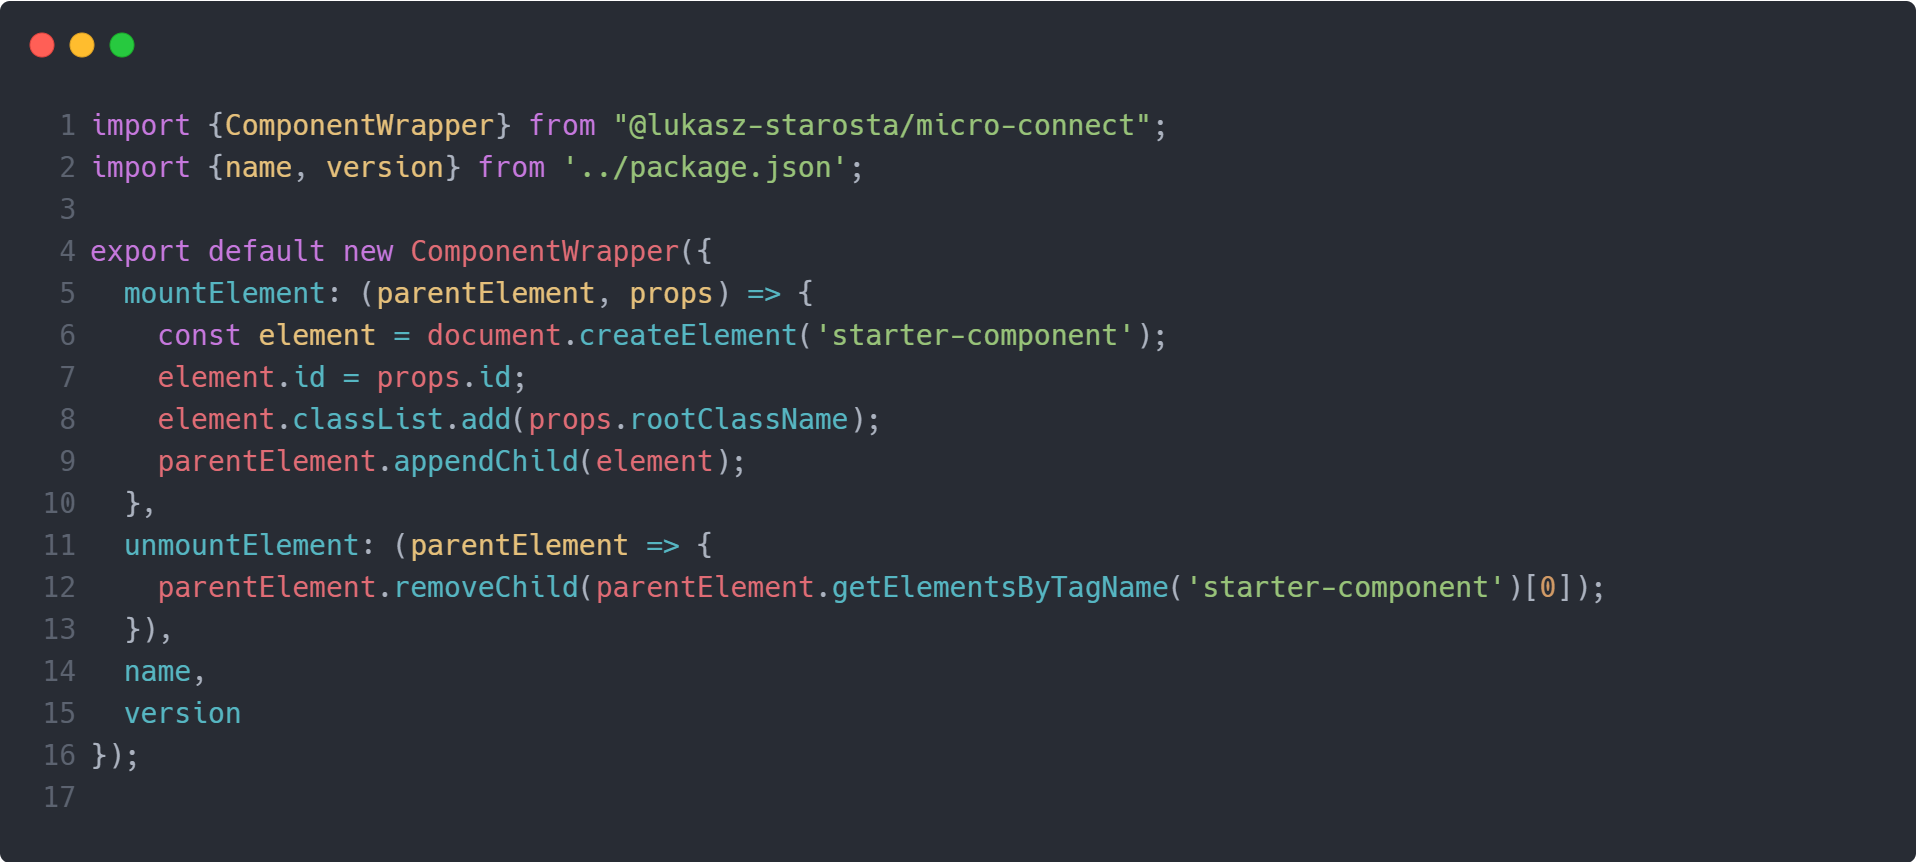 1 import {ComponentWrapper} from "@lukasz-starosta/micro-connect";
2 import {name, version} from '../package.json';
3
4 export default new ComponentWrapper({
5   mountElement: (parentElement, props) => {
6     const element = document.createElement('starter-component');
7     element.id = props.id;
8     element.classList.add(props.rootClassName);
9     parentElement.appendChild(element);
10   },
11   unmountElement: (parentElement => {
12     parentElement.removeChild(parentElement.getElementsByTagName('starter-component')[0]);
13   }),
14   name,
15   version
16 });
17